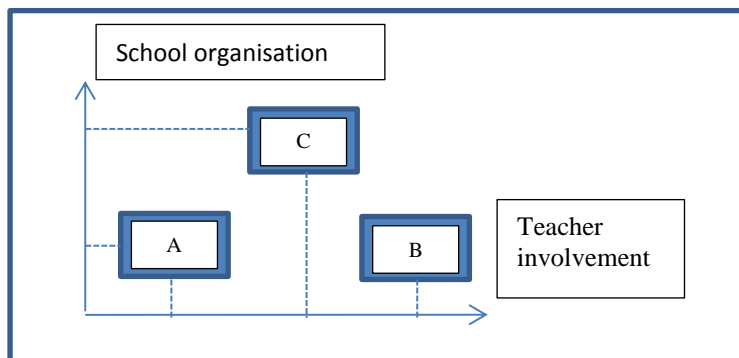 School organisation
C
A
B
Teacher
involvement